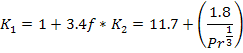 K₁ = 1 + 3.4f * K₂ = 11.7 + (1.8 / Pr^(1/3))